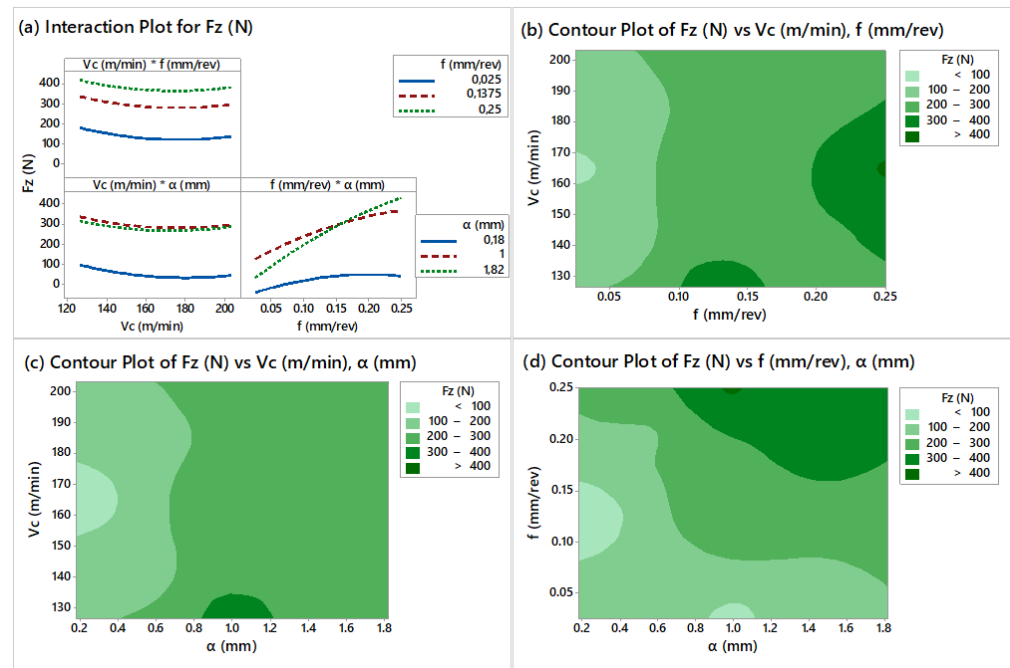 (a) Interaction Plot for Fz (N)
Vc (m/min) * f (mm/rev)
400
300
200
100
0
f (mm/rev)
0,025
0,1375
0,25
Fz (N)
Vc (m/min) * α (mm)
f (mm/rev) * α (mm)
400
300
200
100
0
α (mm)
0,18
1
1,82
120 140 160 180 200
0.05 0.10 0.15 0.20 0.25
Vc (m/min)
f (mm/rev)
(b) Contour Plot of Fz (N) vs Vc (m/min), f (mm/rev)
Vc (m/min)
200
190
180
170
160
150
140
130
0.05 0.10 0.15 0.20 0.25
f (mm/rev)
Fz (N)
< 100
100 – 200
200 – 300
300 – 400
> 400
(c) Contour Plot of Fz (N) vs Vc (m/min), α (mm)
Vc (m/min)
200
190
180
170
160
150
140
130
0.2 0.4 0.6 0.8 1.0 1.2 1.4 1.6 1.8
α (mm)
Fz (N)
< 100
100 – 200
200 – 300
300 – 400
> 400
(d) Contour Plot of Fz (N) vs f (mm/rev), α (mm)
f (mm/rev)
0.25
0.20
0.15
0.10
0.05
0.2 0.4 0.6 0.8 1.0 1.2 1.4 1.6 1.8
α (mm)
Fz (N)
< 100
100 – 200
200 – 300
300 – 400
> 400